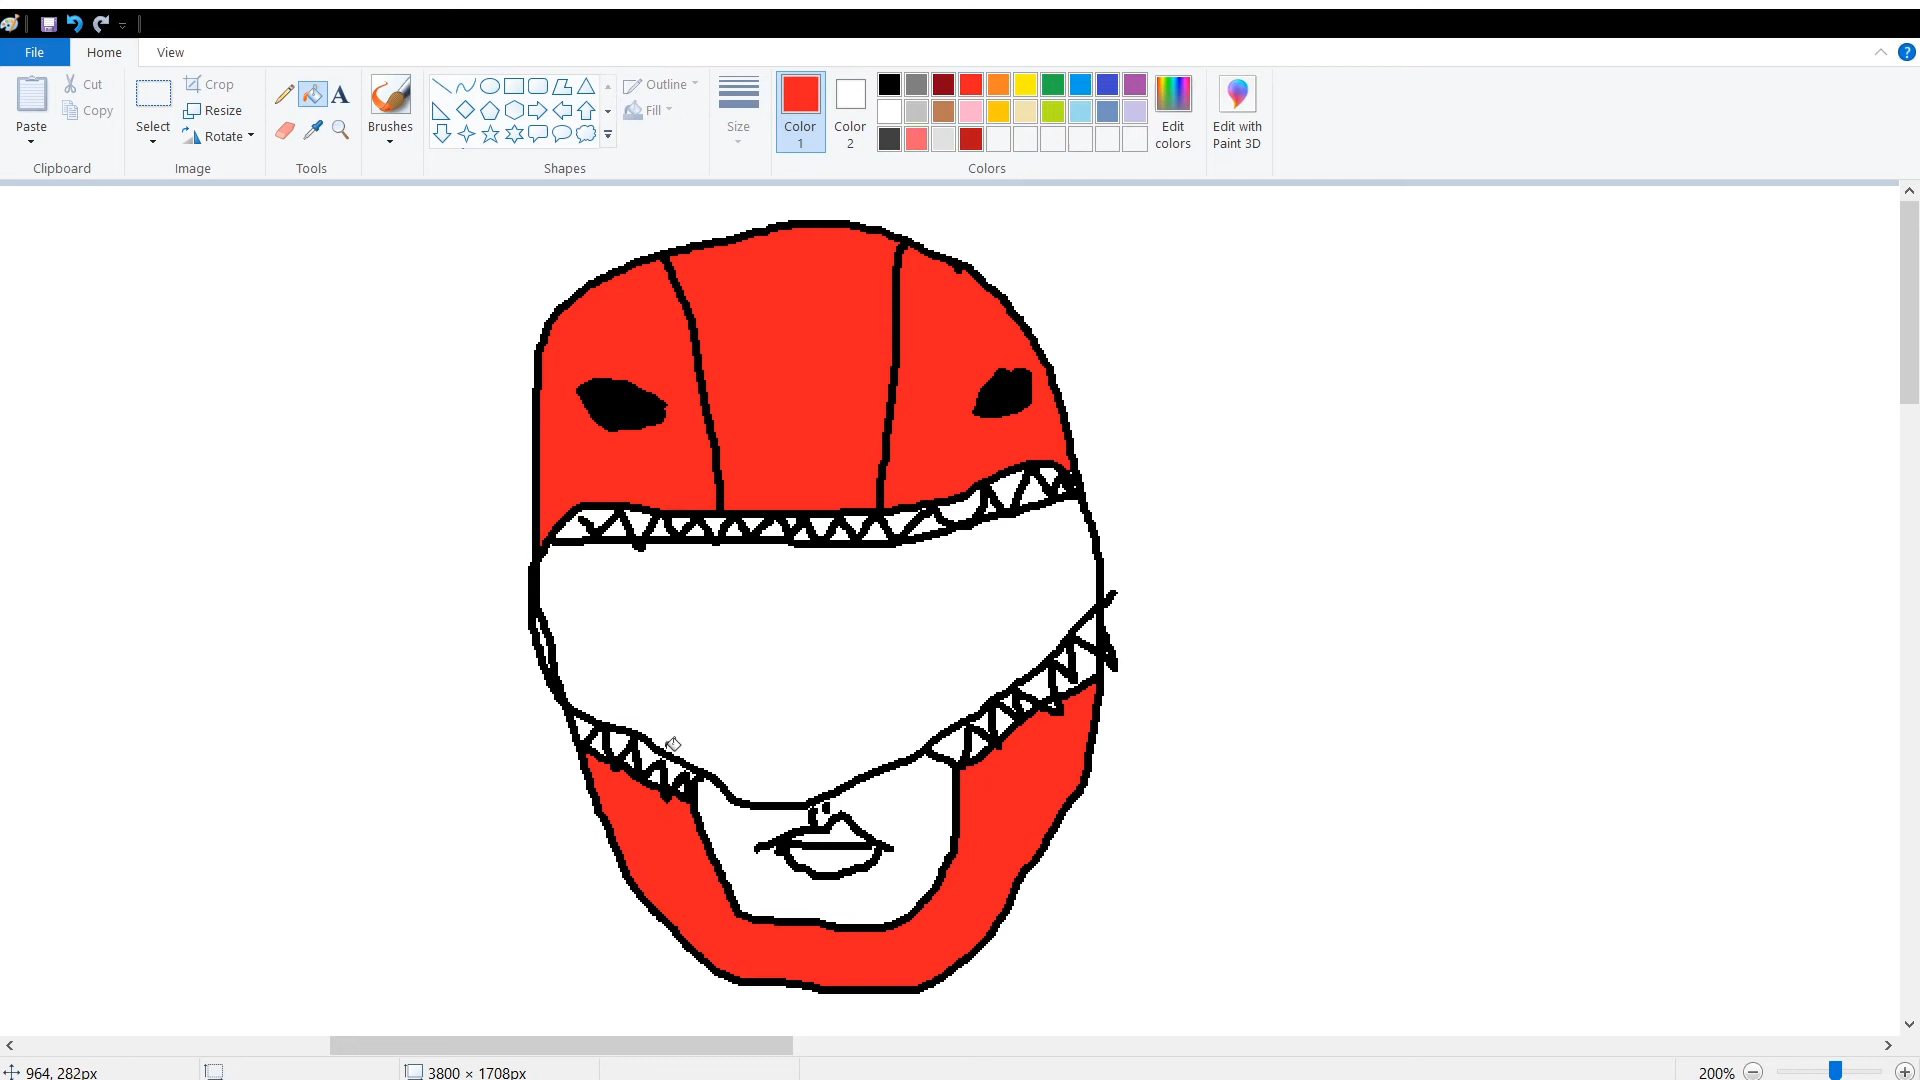 File Home View
Paste
Cut
Copy
Clipboard
Select
Crop
Resize
Rotate
Image
A
Tools
Brushes
Outline
Fill
Shapes
Size
Color
1
Color
2
Edit
colors
Colors
Edit with
Paint 3D
?
964, 282px
3800 × 1708px
200%